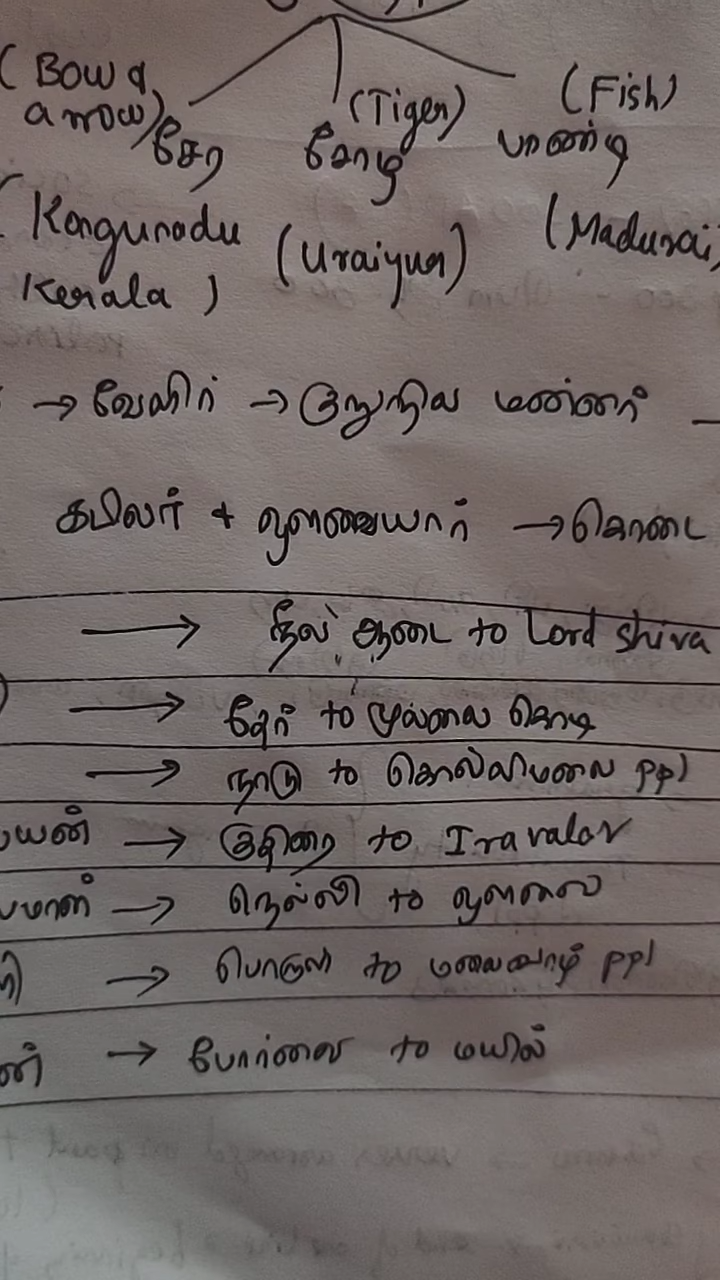 (Bow & (Tiger) (Fish)
arrow) சேர சோழ பாண்டி
(Kongunadu (Uraiyur) (Madurai)
Kerala)
→ வேளிர் → குறுநில மன்னர் –
கபிலர் + ஔவையார் → கொடை
→ நீல ஆடை to Lord Shiva
→ தேர் to முல்லை கொடி
→ நாடு to கொல்லிமலை ppl
யன் → குதிரை to Iravalar
மான் → நெல்லி to ஔவை
ளி → பொருள் to மலைவாழ் ppl
ன் → போர்வை to மயில்